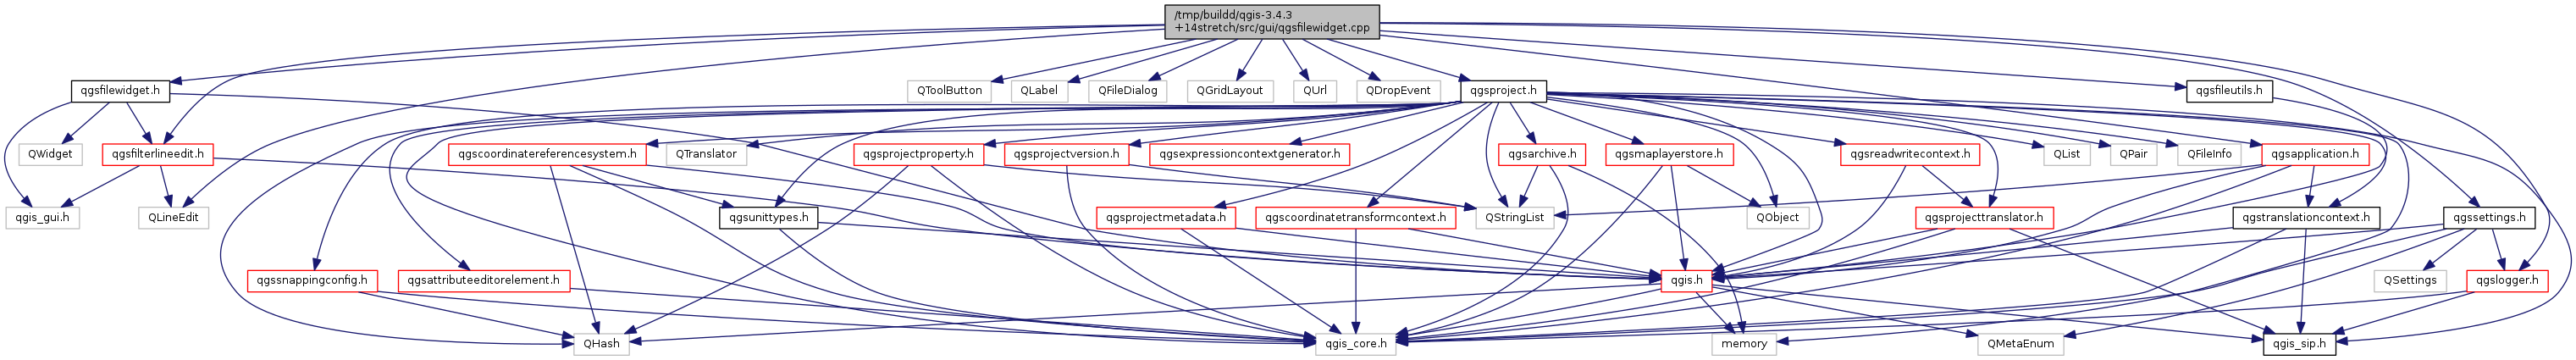 /tmp/buildd/qgis-3.4.3
+14stretch/src/gui/qgsfilewidget.cpp
qgsfilewidget.h
QToolButton
QLabel
QFileDialog
QGridLayout
QUrl
QDropEvent
qgsproject.h
qgsfileutils.h
QWidget
qgsfilterlineedit.h
qgscoordinatereferencesystem.h
QTranslator
qgsprojectproperty.h
qgsprojectversion.h
qgsexpressioncontextgenerator.h
qgsarchive.h
qgsmaplayerstore.h
qgsreadwritecontext.h
QList
QPair
QFileInfo
qgsapplication.h
qgis_gui.h
QLineEdit
qgsunittypes.h
qgsprojectmetadata.h
qgscoordinatetransformcontext.h
QStringList
QObject
qgsprojecttranslator.h
qgstranslationcontext.h
qgssettings.h
qgssnappingconfig.h
qgsattributeeditorelement.h
qgis.h
QSettings
qgslogger.h
QHash
qgis_core.h
memory
QMetaEnum
qgis_sip.h